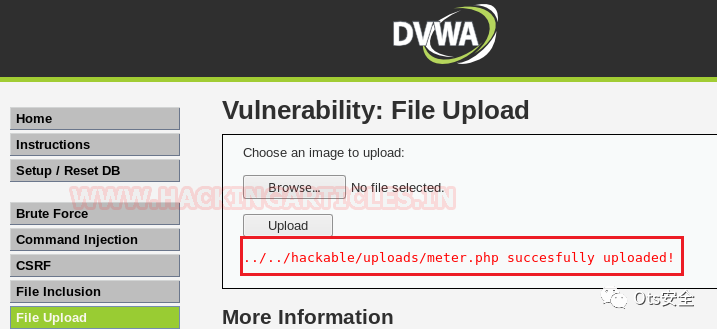 DVWA
Home
Instructions
Setup / Reset DB
Brute Force
Command Injection
CSRF
File Inclusion
File Upload
Vulnerability: File Upload
Choose an image to upload:
Browse... No file selected.
Upload
../../hackable/uploads/meter.php succesfully uploaded!
More Information
WWW.HACKINGARTICLES.IN
Ots安全